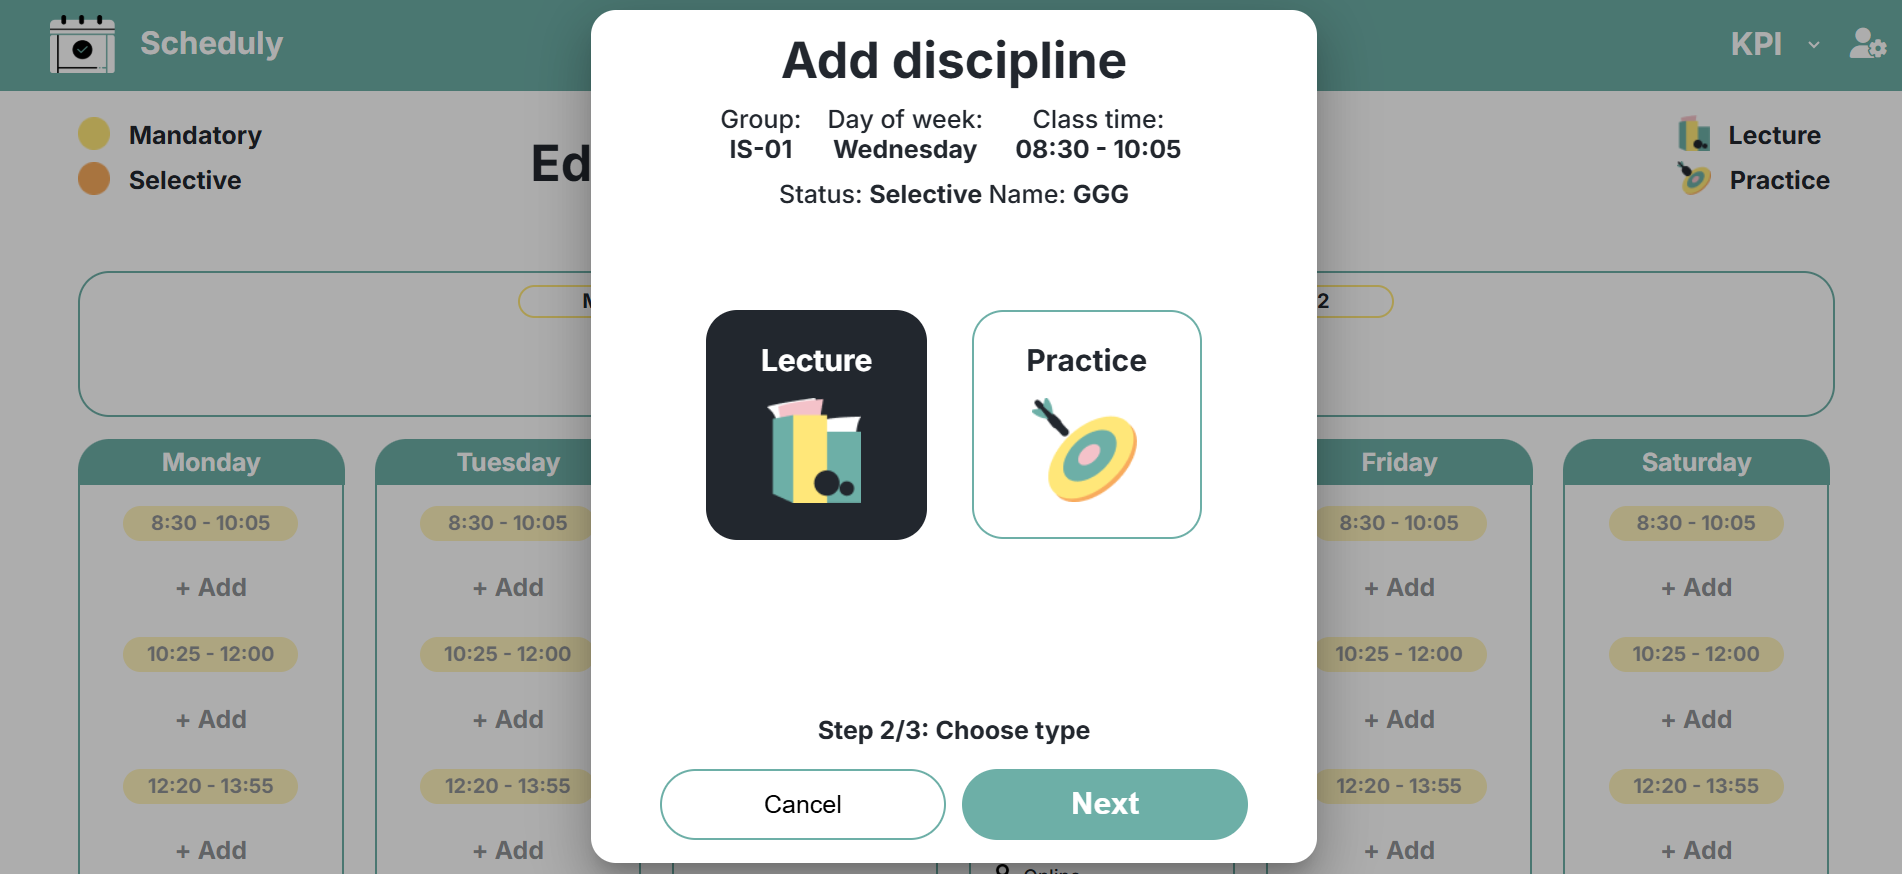 Scheduly
KPI
Mandatory
Selective
Ed
Lecture
Practice
Add discipline
Group: Day of week: Class time:
IS-01 Wednesday 08:30 - 10:05
Status: Selective Name: GGG
Lecture Practice
Step 2/3: Choose type
Cancel Next
2
Monday Tuesday Friday Saturday
8:30 - 10:05 8:30 - 10:05 8:30 - 10:05 8:30 - 10:05
+ Add + Add + Add + Add
10:25 - 12:00 10:25 - 12:00 10:25 - 12:00 10:25 - 12:00
+ Add + Add + Add + Add
12:20 - 13:55 12:20 - 13:55 12:20 - 13:55 12:20 - 13:55
+ Add + Add + Add + Add